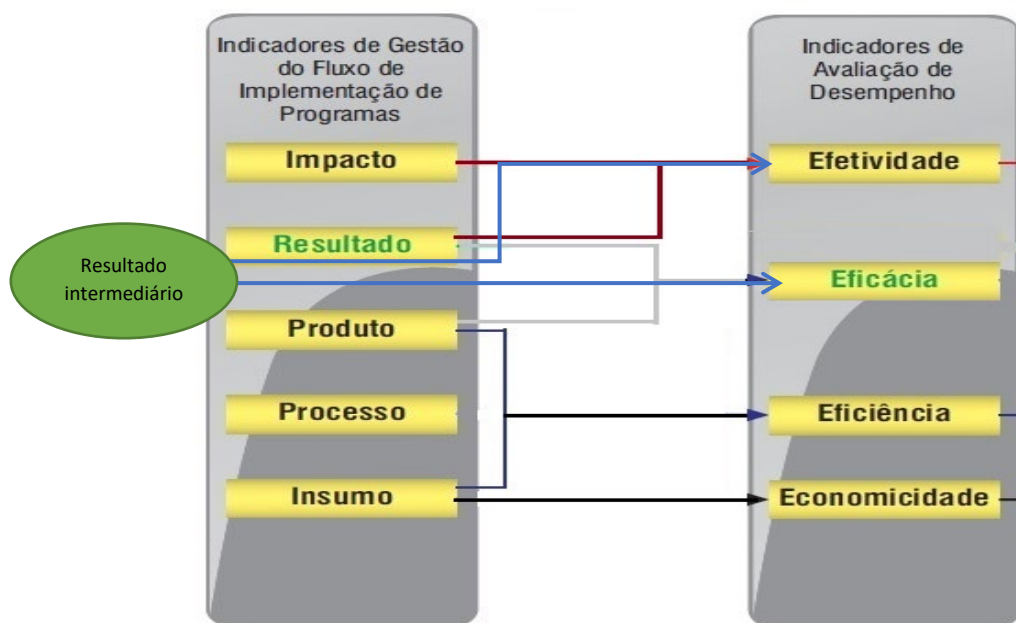 Indicadores de Gestão
do Fluxo de
Implementação de
Programas
Impacto
Resultado
Produto
Processo
Insumo
Resultado
intermediário
Indicadores de
Avaliação de
Desempenho
Efetividade
Eficácia
Eficiência
Economicidade